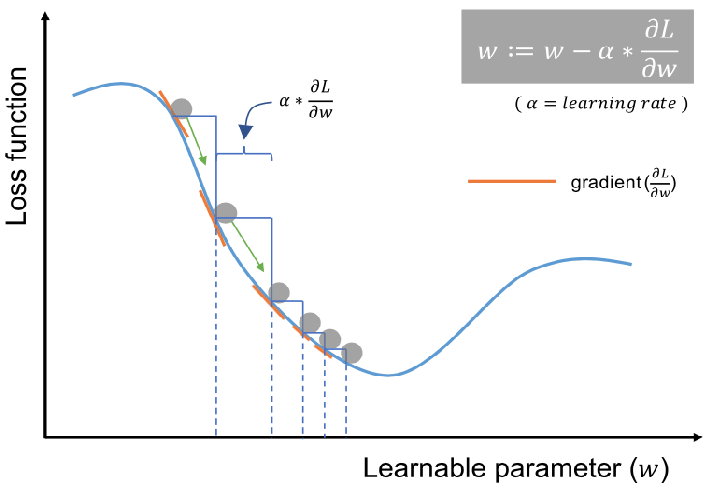 w := w − α * ∂L/∂w
( α = learning rate )
α * ∂L/∂w
gradient(∂L/∂w)
Loss function
Learnable parameter (w)